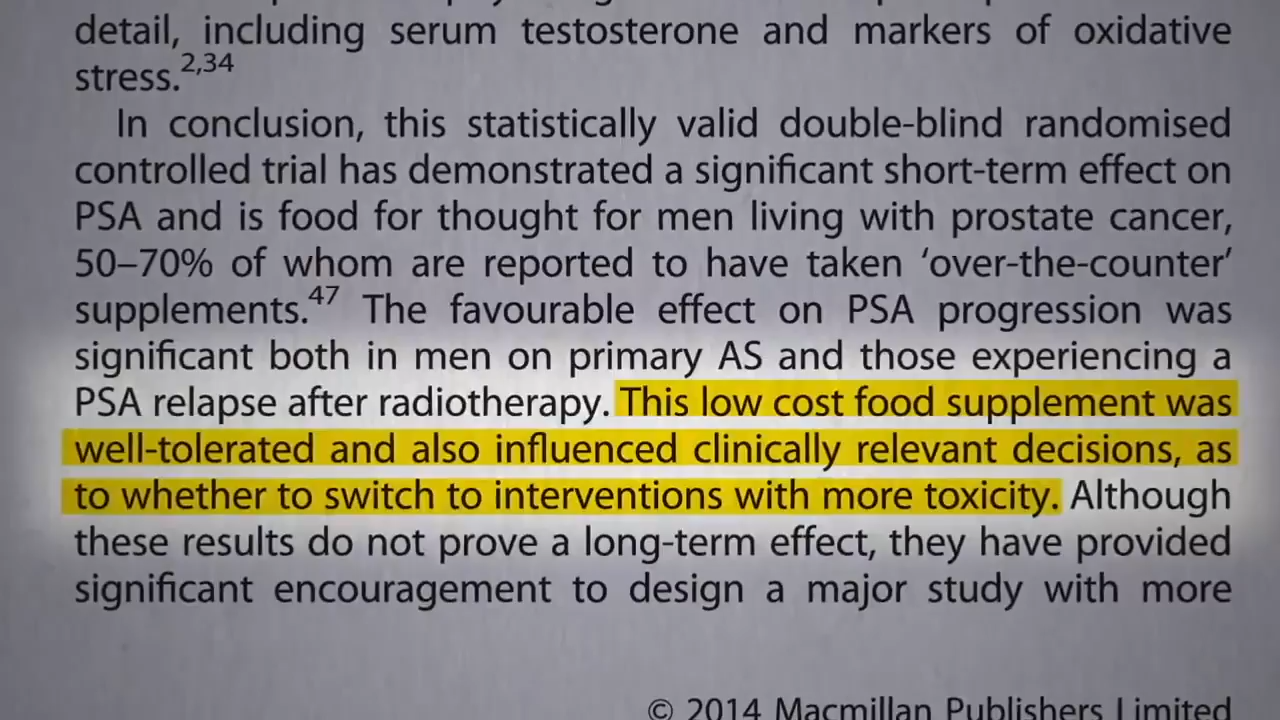 detail, including serum testosterone and markers of oxidative
stress.2,34
In conclusion, this statistically valid double-blind randomised
controlled trial has demonstrated a significant short-term effect on
PSA and is food for thought for men living with prostate cancer,
50–70% of whom are reported to have taken ‘over-the-counter’
supplements.47 The favourable effect on PSA progression was
significant both in men on primary AS and those experiencing a
PSA relapse after radiotherapy. This low cost food supplement was
well-tolerated and also influenced clinically relevant decisions, as
to whether to switch to interventions with more toxicity. Although
these results do not prove a long-term effect, they have provided
significant encouragement to design a major study with more
© 2014 Macmillan Publishers Limited